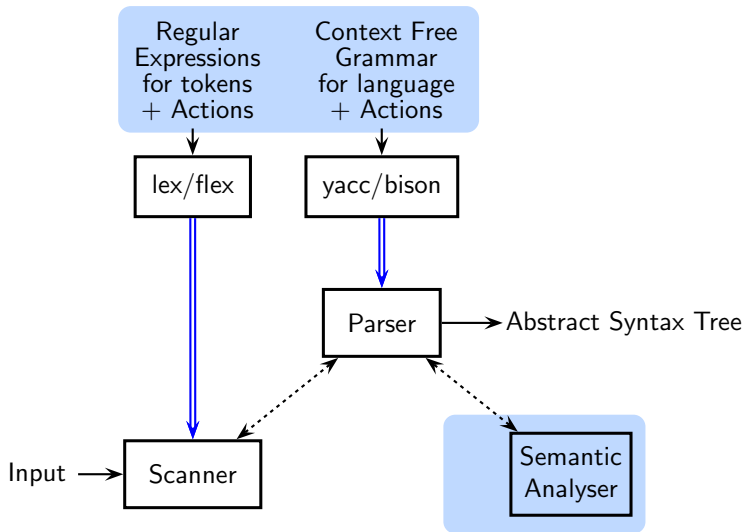 Regular
Expressions
for tokens
+ Actions
Context Free
Grammar
for language
+ Actions
lex/flex
yacc/bison
Parser
Abstract Syntax Tree
Input
Scanner
Semantic
Analyser